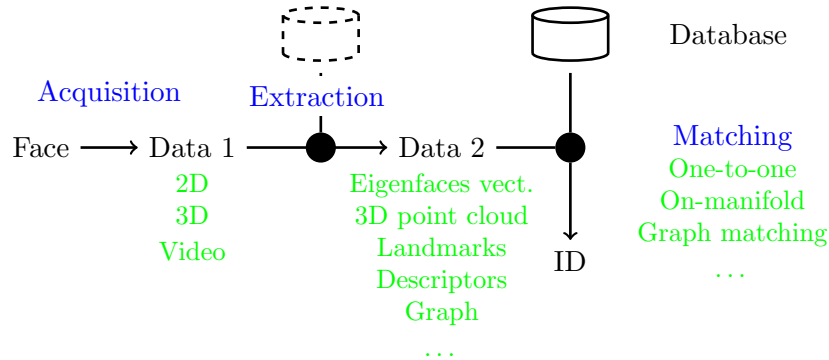 Database
Acquisition
Extraction
Face
Data 1
Data 2
Matching
2D
3D
Video
Eigenfaces vect.
3D point cloud
Landmarks
Descriptors
Graph
...
ID
One-to-one
On-manifold
Graph matching
...